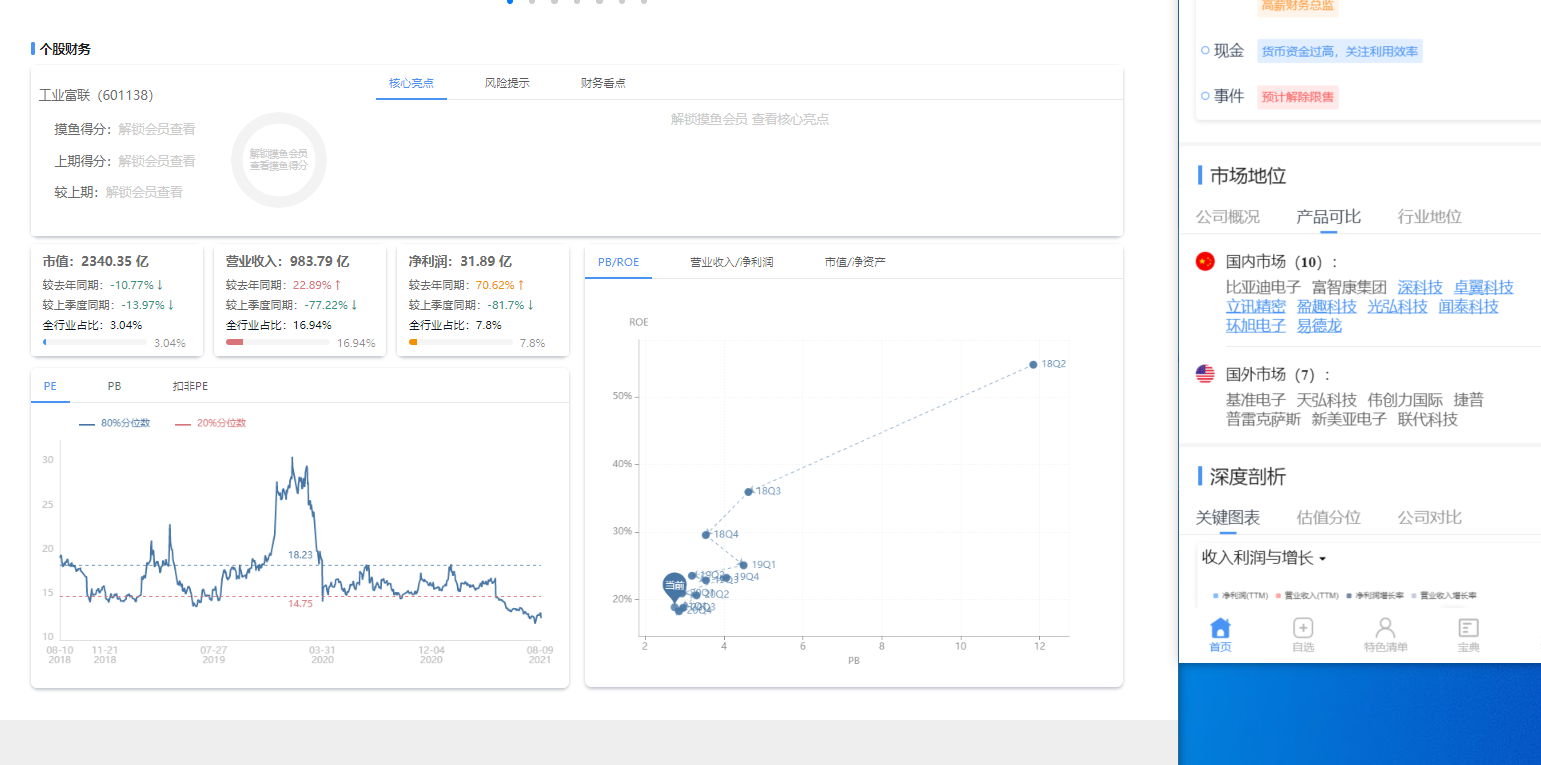 个股财务
工业富联（601138）
摸鱼得分：解锁会员查看
上期得分：解锁会员查看
较上期：解锁会员查看
解锁摸鱼会员
查看摸鱼得分
核心亮点 风险提示 财务看点
解锁摸鱼会员 查看核心亮点
市值：2340.35 亿
较去年同期：-10.77%↓
较上季度同期：-13.97%↓
全行业占比：3.04%
3.04%
营业收入：983.79 亿
较去年同期：22.89%↑
较上季度同期：-77.22%↓
全行业占比：16.94%
16.94%
净利润：31.89 亿
较去年同期：70.62%↑
较上季度同期：-81.7%↓
全行业占比：7.8%
7.8%
PE PB 扣非PE
80%分位数 20%分位数
30
25
20
15
10
18.23
14.75
08-10 11-21 07-27 03-31 12-04 08-09
2018 2018 2019 2020 2020 2021
PB/ROE 营业收入/净利润 市值/净资产
ROE
50%
40%
30%
20%
18Q2
18Q3
18Q4
19Q1
19Q4
20Q2
当前
2 4 6 8 10 12
PB
高薪财务总监
现金 货币资金过高，关注利用效率
事件 预计解除限售
市场地位
公司概况 产品可比 行业地位
国内市场（10）:
比亚迪电子 富智康集团 深科技 卓翼科技
立讯精密 盈趣科技 光弘科技 闻泰科技
环旭电子 易德龙
国外市场（7）:
基准电子 天弘科技 伟创力国际 捷普
普雷克萨斯 新美亚电子 联代科技
深度剖析
关键图表 估值分位 公司对比
收入利润与增长
净利润(TTM) 营业收入(TTM) 净利润增长率 营业收入增长率
首页 自选 特色清单 宝典